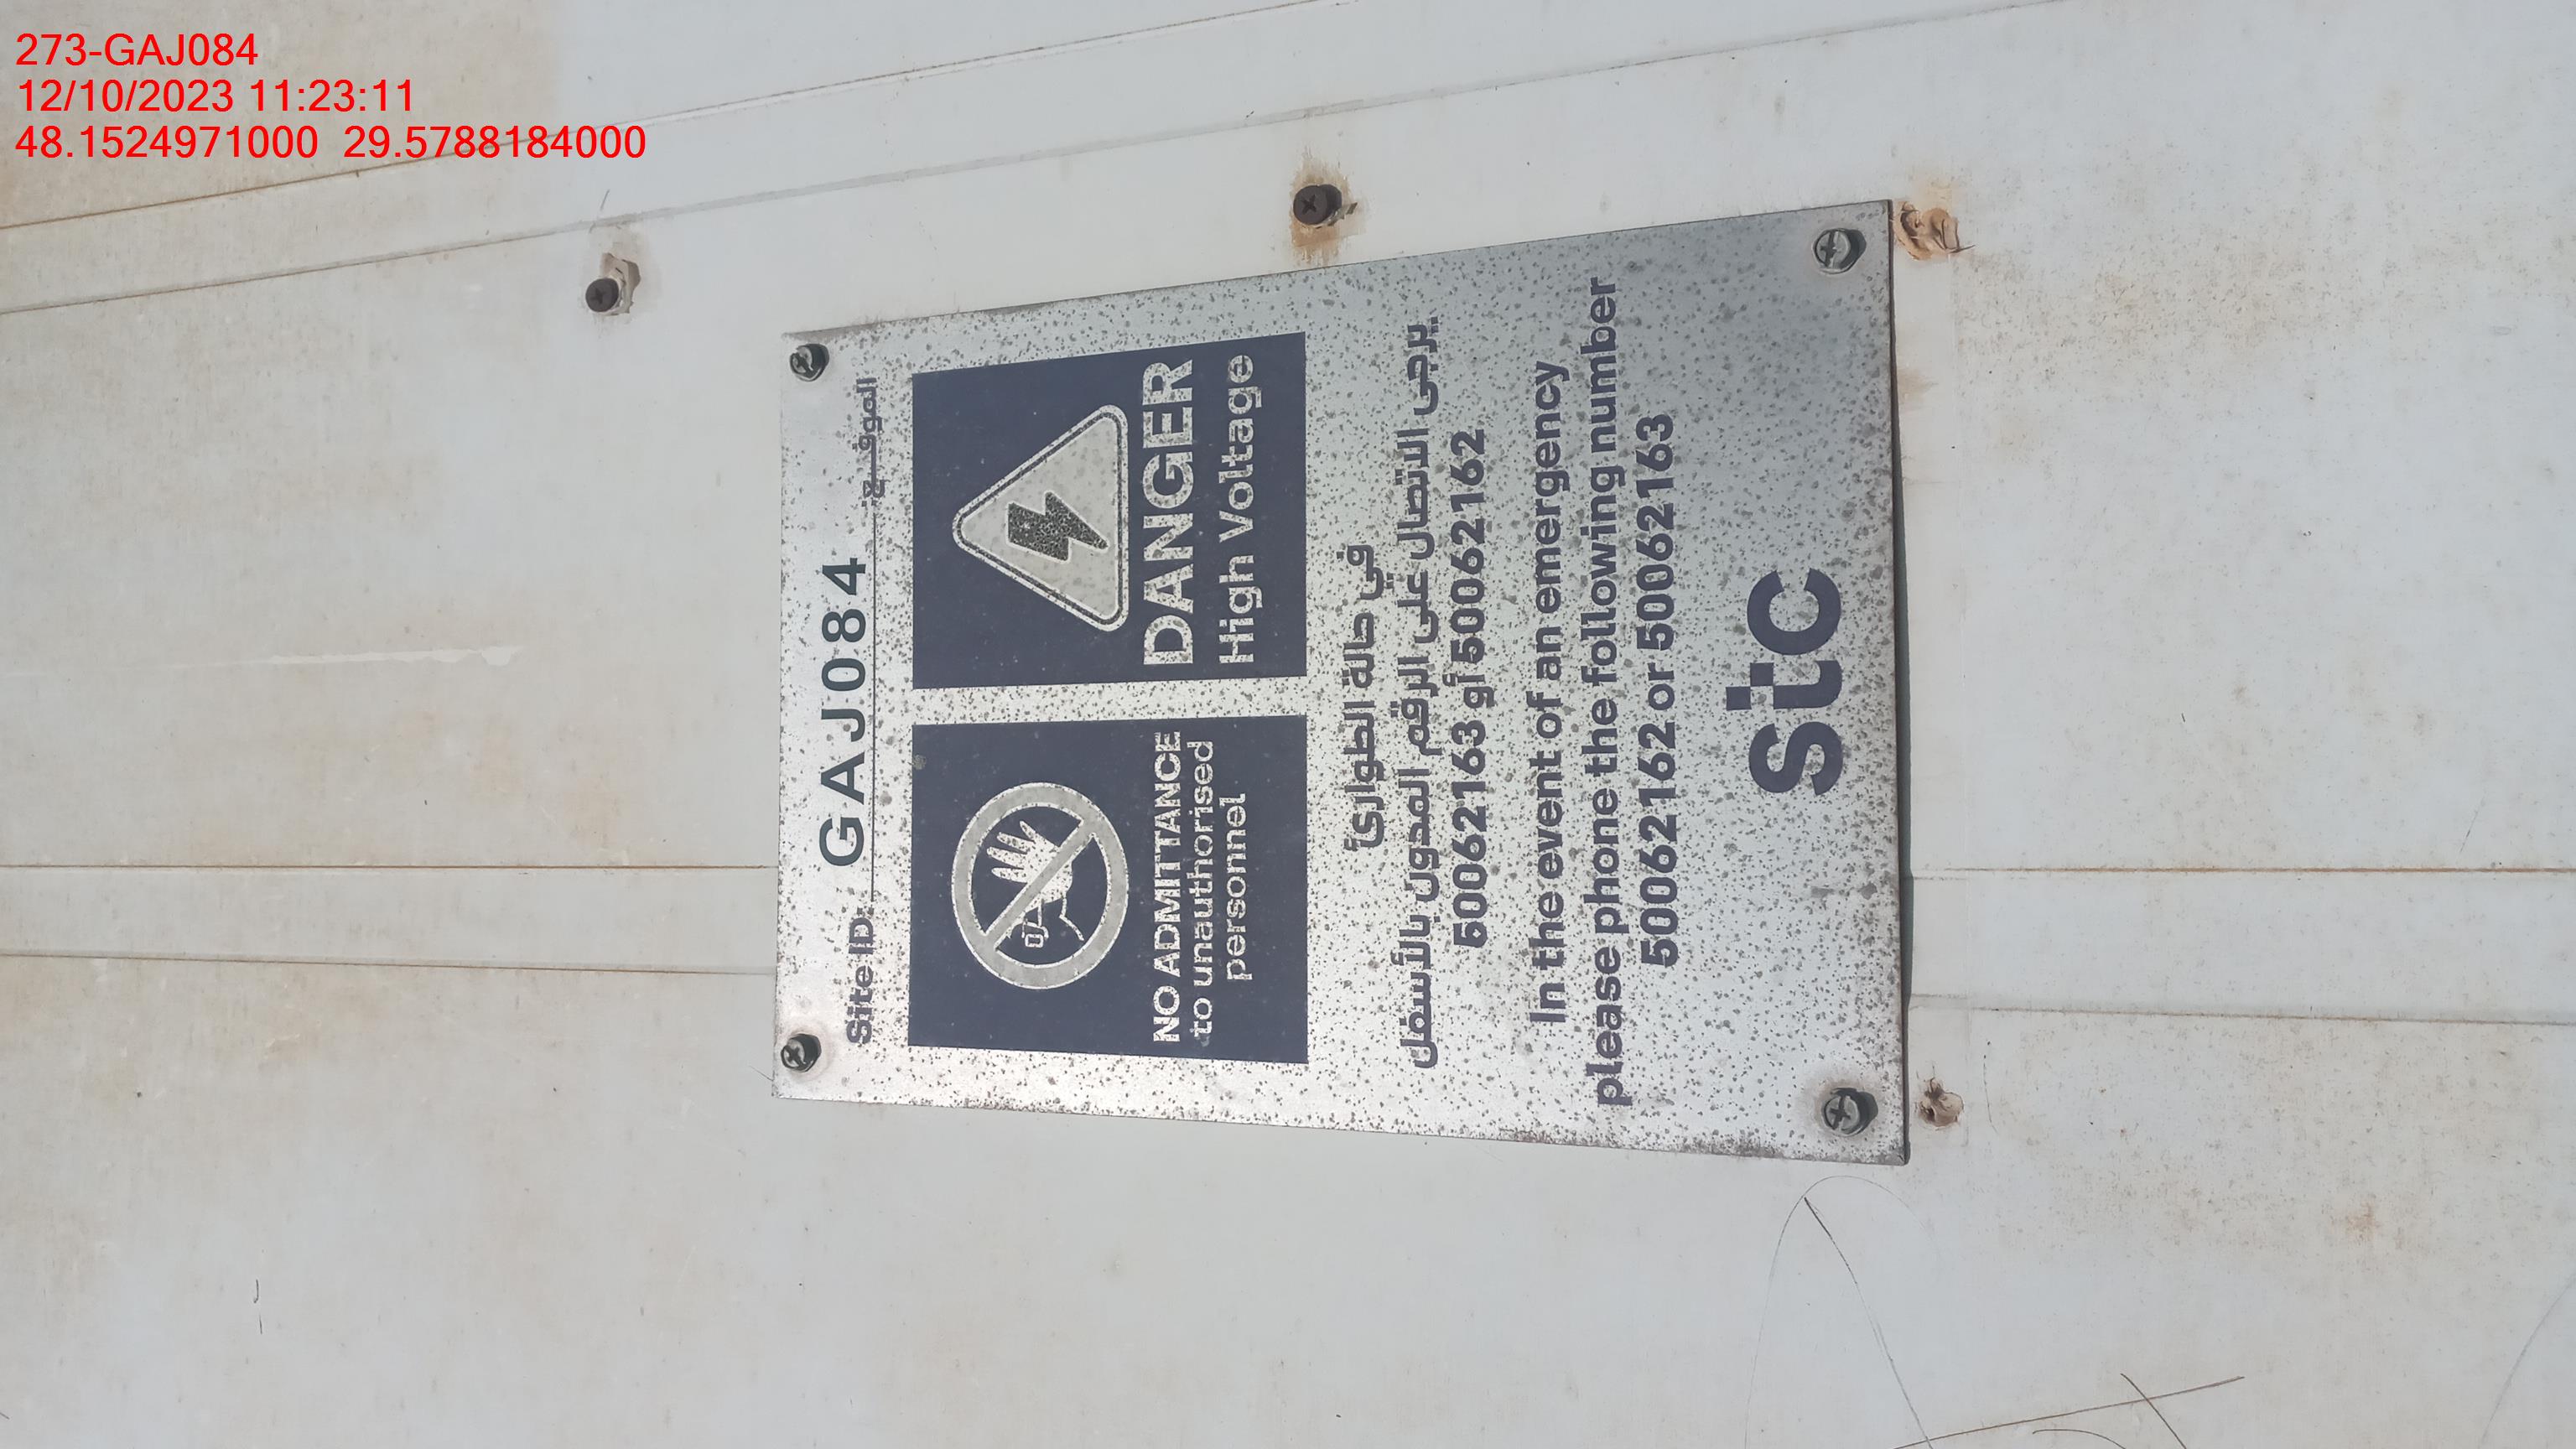 273-GAJ084
12/10/2023 11:23:11
48.1524971000 29.5788184000
Site ID: GAJ084 الموقــــع:
NO ADMITTANCE
to unauthorised
personnel
DANGER
High Voltage
في حالة الطوارئ
يرجى الاتصال على الرقم المدون بالأسفل
50062163 أو 50062162
In the event of an emergency
please phone the following number
50062162 or 50062163
stc